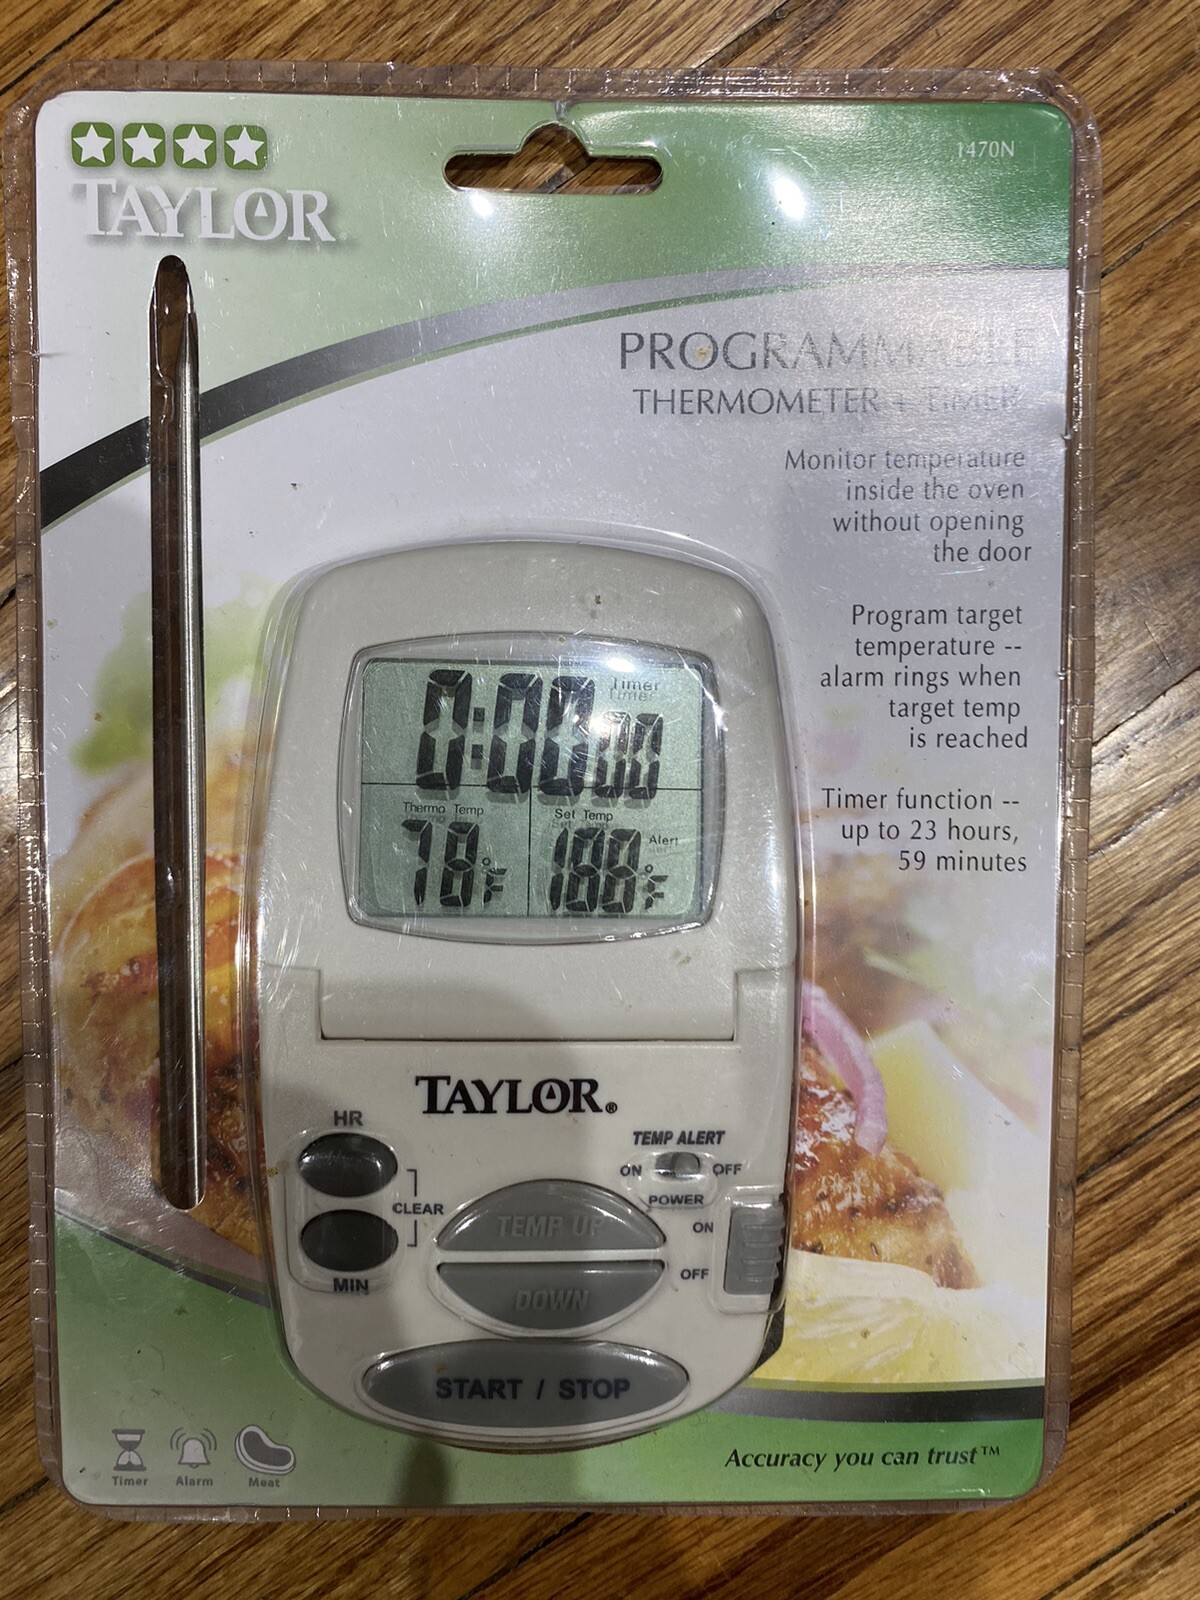 TAYLOR
1470N
PROGRAMMABLE
THERMOMETER + TIMER
Monitor temperature
inside the oven
without opening
the door
Program target
temperature --
alarm rings when
target temp
is reached
Timer function --
up to 23 hours,
59 minutes
Timer
0:00 00
Thermo Temp
78°F
Set Temp
Alert
188°F
TAYLOR®
HR
CLEAR
MIN
TEMP ALERT
ON OFF
POWER
ON
OFF
TEMP UP
DOWN
START / STOP
Timer Alarm Meat
Accuracy you can trust™